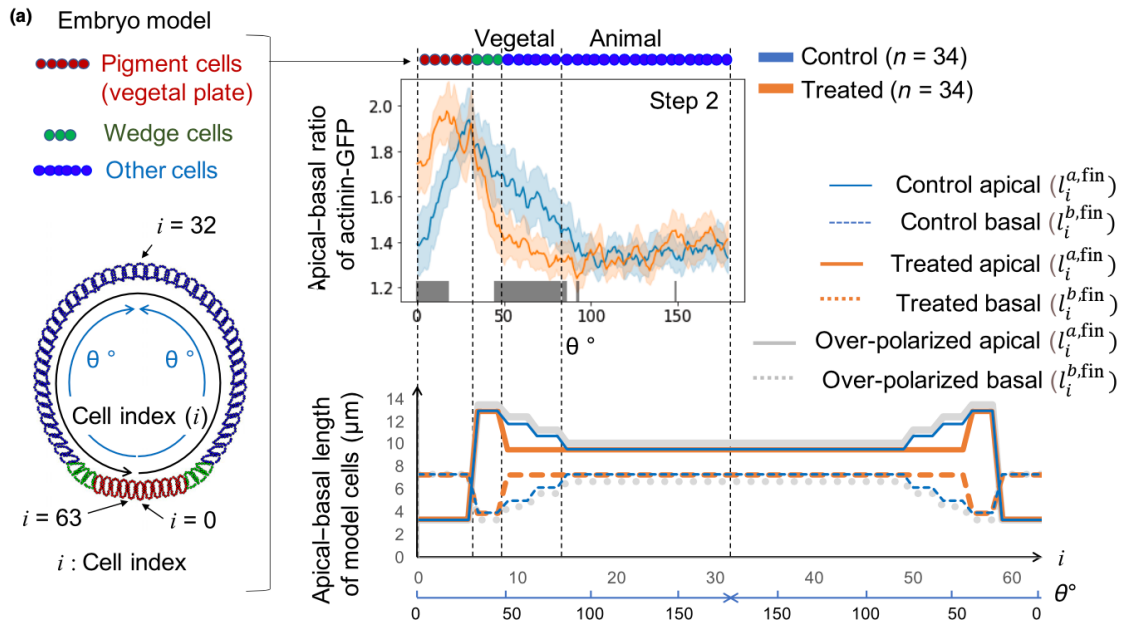 (a)
Embryo model
Pigment cells
(vegetal plate)
Wedge cells
Other cells
i = 32
θ °
θ °
Cell index (i)
i = 63
i = 0
i : Cell index
Vegetal
Animal
Step 2
Apical–basal ratio
of actinin-GFP
2.0
1.8
1.6
1.4
1.2
0
50
100
150
θ °
Control (n = 34)
Treated (n = 34)
Control apical (l_i^{a,fin})
Control basal (l_i^{b,fin})
Treated apical (l_i^{a,fin})
Treated basal (l_i^{b,fin})
Over-polarized apical (l_i^{a,fin})
Over-polarized basal (l_i^{b,fin})
Apical–basal length
of model cells (μm)
14
12
10
8
6
4
2
0
0 10 20 30 40 50 60
i
0 50 100 150 150 100 50 0
θ°